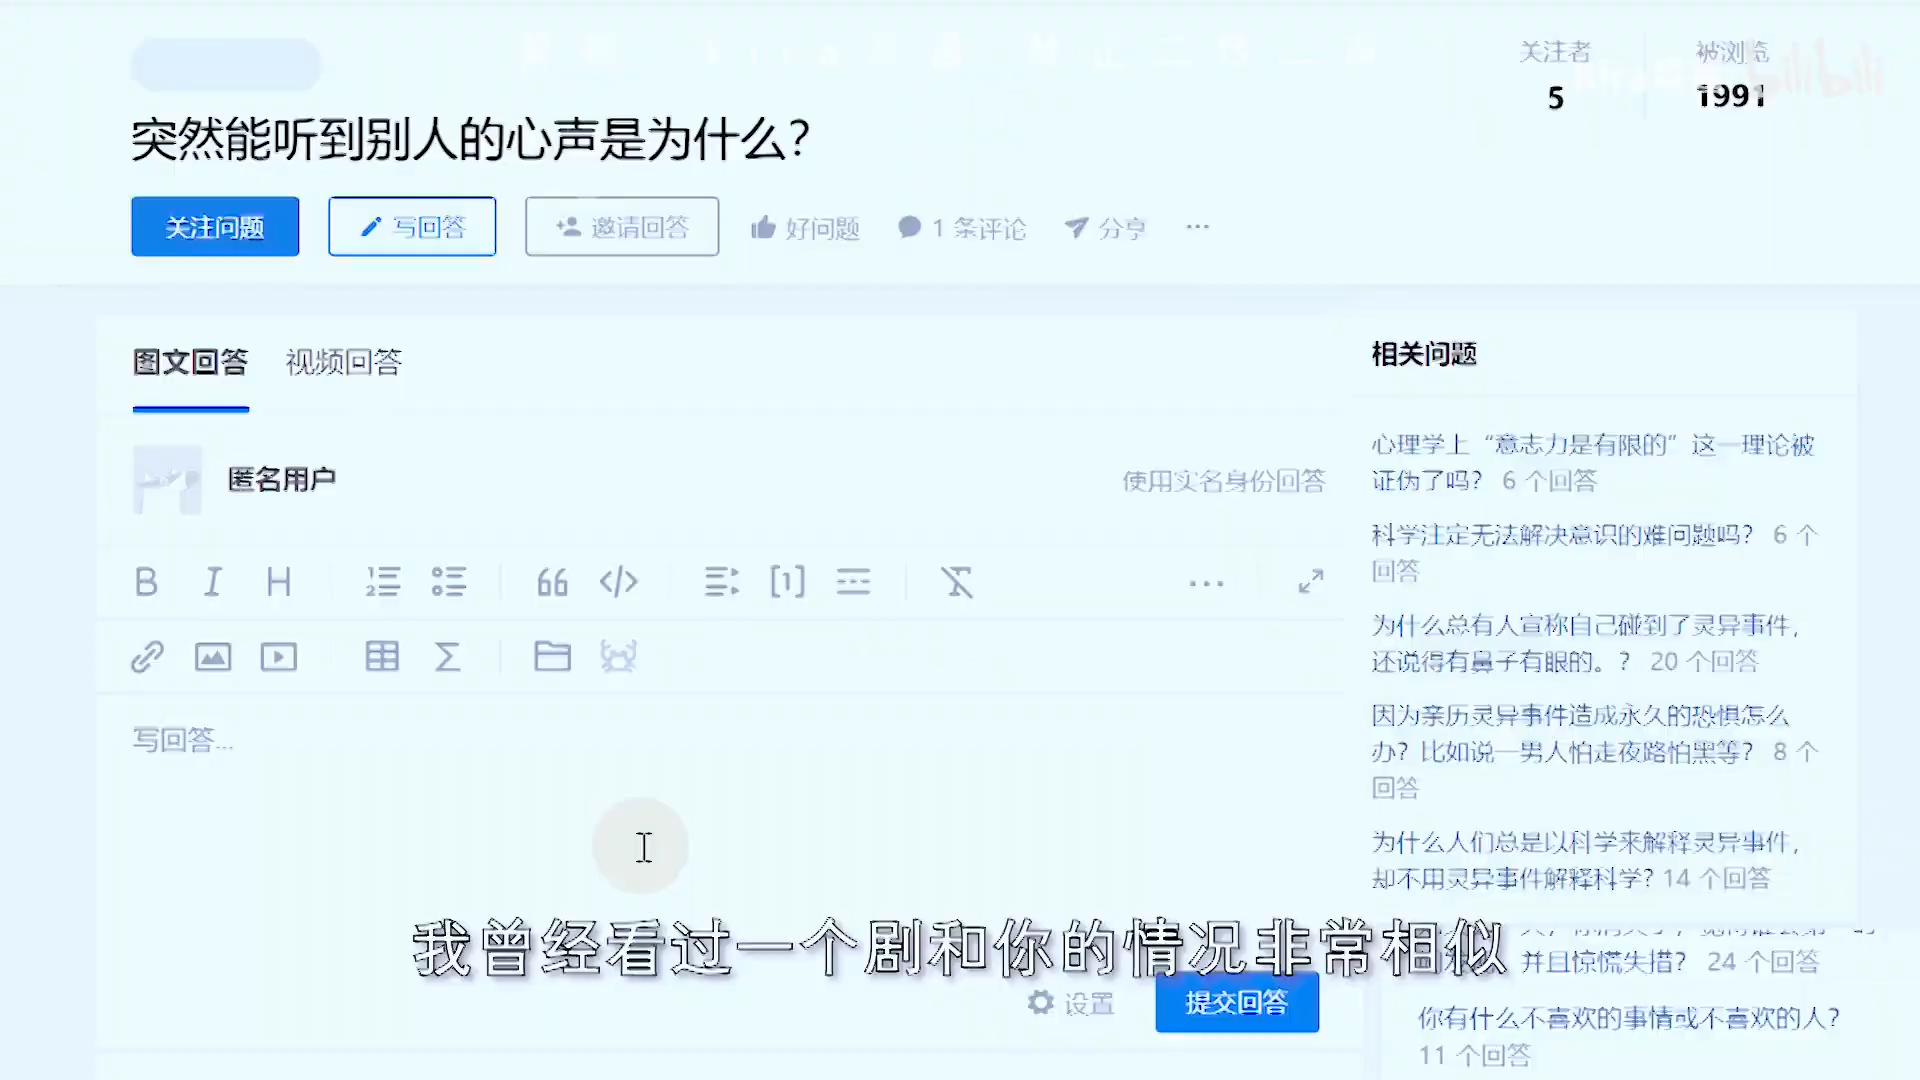 关注者
被浏览
5
1991
bilibili
突然能听到别人的心声是为什么?
关注问题
写回答
邀请回答
好问题
1 条评论
分享
图文回答
视频回答
匿名用户
使用实名身份回答
写回答...
设置
提交回答
相关问题
心理学上“意志力是有限的”这一理论被
证伪了吗? 6 个回答
科学注定无法解决意识的难问题吗? 6 个
回答
为什么总有人宣称自己碰到了灵异事件,
还说得有鼻子有眼的。? 20 个回答
因为亲历灵异事件造成永久的恐惧怎么
办?比如说一男人怕走夜路怕黑等? 8 个
回答
为什么人们总是以科学来解释灵异事件,
却不用灵异事件解释科学? 14 个回答
并且惊慌失措? 24 个回答
你有什么不喜欢的事情或不喜欢的人?
11 个回答
我曾经看过一个剧和你的情况非常相似